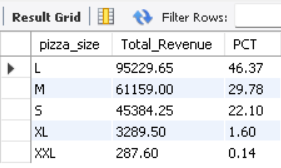 Result Grid Filter Rows:
pizza_size Total_Revenue PCT
L 95229.65 46.37
M 61159.00 29.78
S 45384.25 22.10
XL 3289.50 1.60
XXL 287.60 0.14